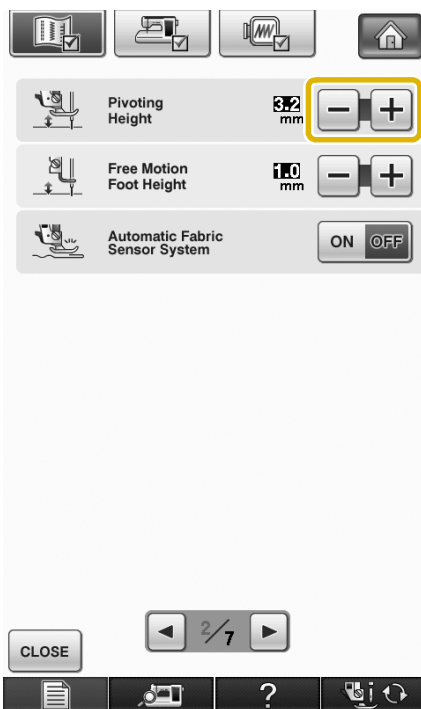 Pivoting
Height
3.2
mm
− +
Free Motion
Foot Height
1.0
mm
− +
Automatic Fabric
Sensor System
ON OFF
2/7
CLOSE
?